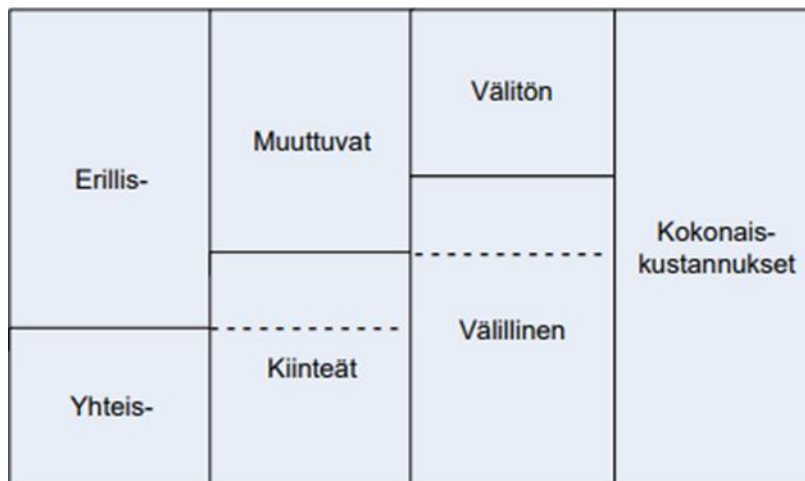 Erillis-
Yhteis-
Muuttuvat
Kiinteät
Välitön
Välillinen
Kokonais-
kustannukset